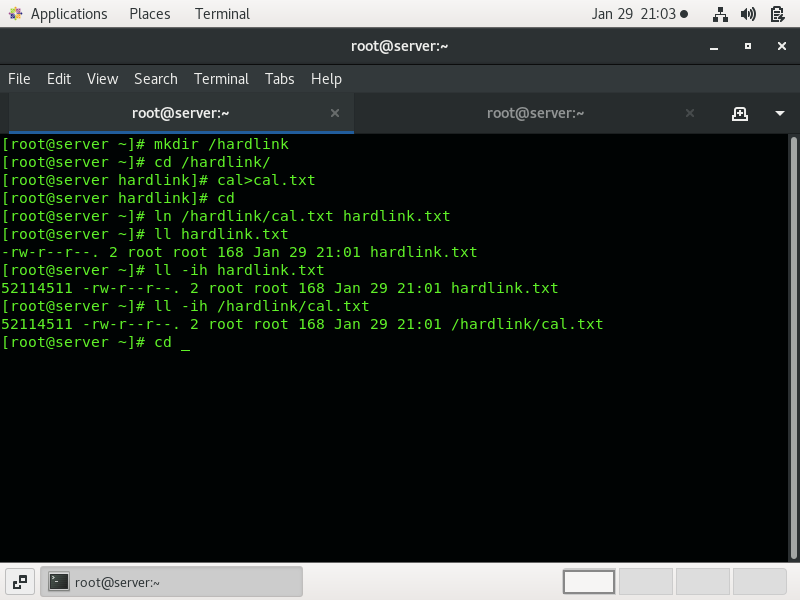 Applications Places Terminal Jan 29 21:03
root@server:~
File Edit View Search Terminal Tabs Help
root@server:~ root@server:~
[root@server ~]# mkdir /hardlink
[root@server ~]# cd /hardlink/
[root@server hardlink]# cal>cal.txt
[root@server hardlink]# cd
[root@server ~]# ln /hardlink/cal.txt hardlink.txt
[root@server ~]# ll hardlink.txt
-rw-r--r--. 2 root root 168 Jan 29 21:01 hardlink.txt
[root@server ~]# ll -ih hardlink.txt
52114511 -rw-r--r--. 2 root root 168 Jan 29 21:01 hardlink.txt
[root@server ~]# ll -ih /hardlink/cal.txt
52114511 -rw-r--r--. 2 root root 168 Jan 29 21:01 /hardlink/cal.txt
[root@server ~]# cd _
root@server:~